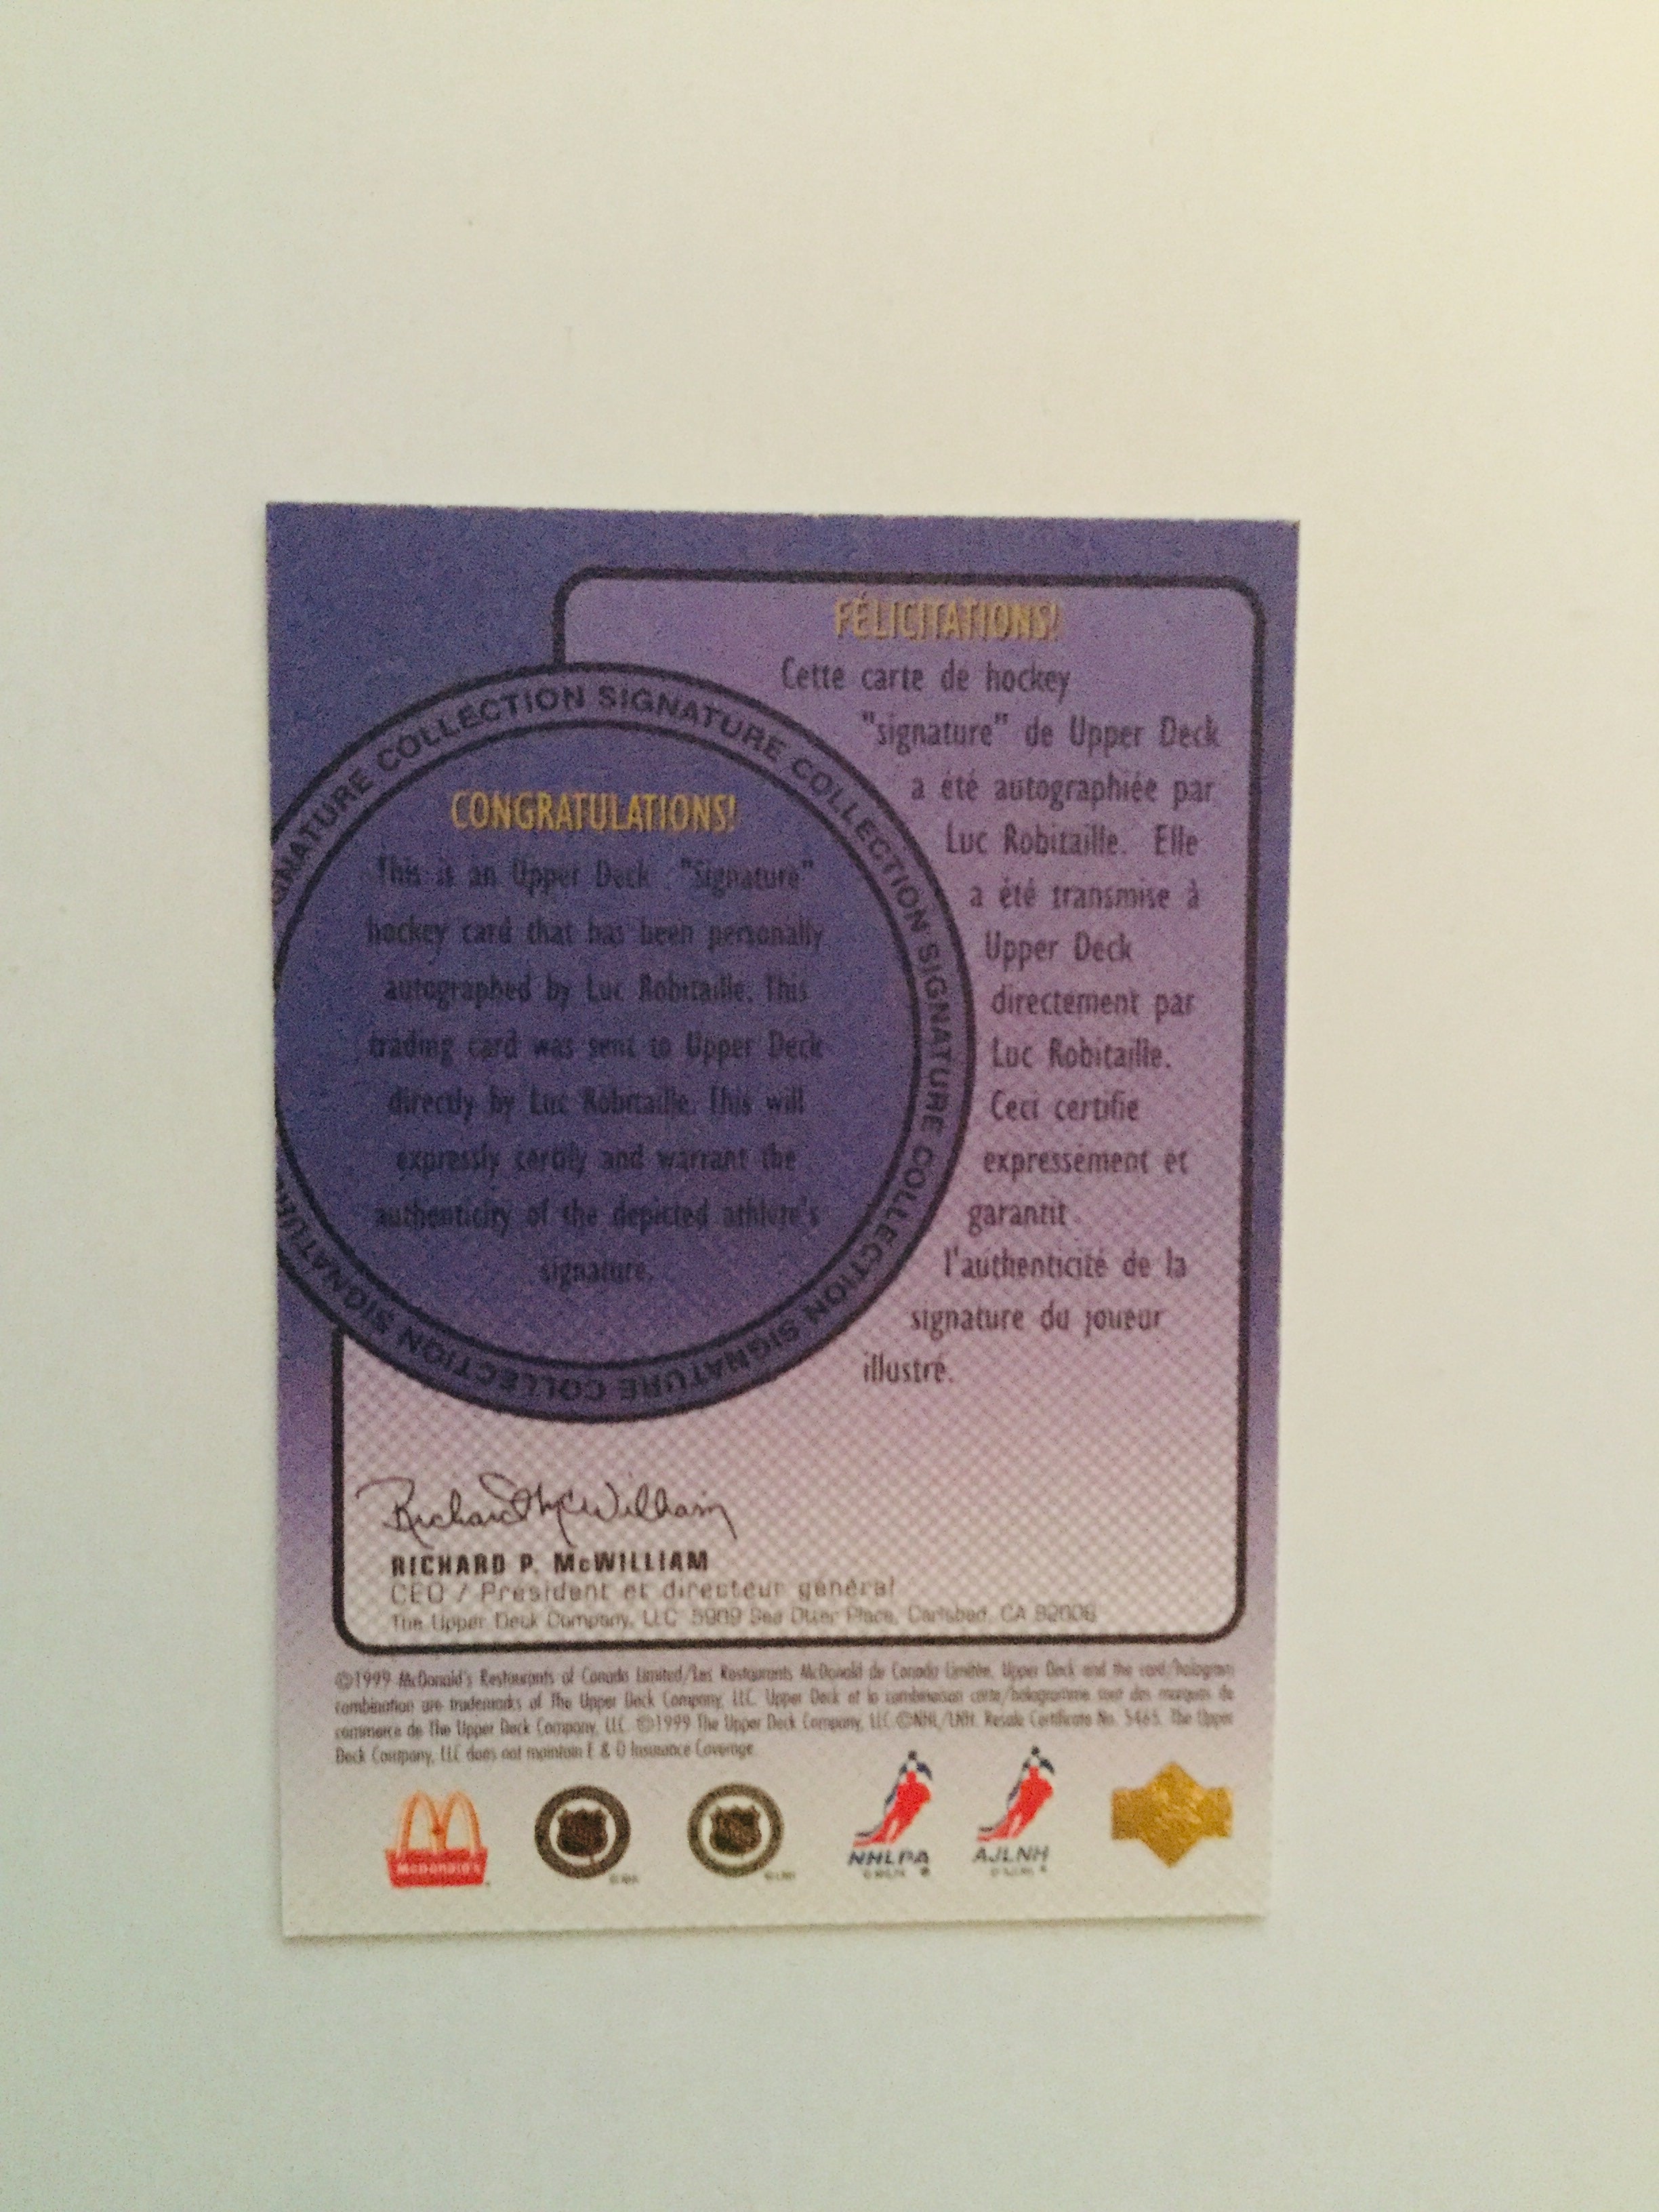 FÉLICITATIONS!
Cette carte de hockey
"signature" de Upper Deck
a été autographiée par
Luc Robitaille. Elle
a été transmise à
Upper Deck
directement par
Luc Robitaille.
Ceci certifie
expressément et
garantit
l'authenticité de la
signature du joueur
illustré.
SIGNATURE COLLECTION SIGNATURE COLLECTION SIGNATURE COLLECTION SIGNATURE COLLECTION SIGNATURE
CONGRATULATIONS!
This is an Upper Deck "Signature"
hockey card that has been personally
autographed by Luc Robitaille. This
trading card was sent to Upper Deck
directly by Luc Robitaille. This will
expressly certify and warrant the
authenticity of the depicted athlete's
signature.
Richard McWilliam
RICHARD P. McWILLIAM
CEO / Président et directeur général
The Upper Deck Company, LLC 5909 Sea Otter Place, Carlsbad, CA 92008
©1999 McDonald's Restaurants of Canada Limited/Les Restaurants McDonald du Canada Limitée. Upper Deck and the card/hologram
combination are trademarks of The Upper Deck Company, LLC. Upper Deck et la combinaison carte/hologramme sont des marques de
commerce de The Upper Deck Company, LLC. ©1999 The Upper Deck Company, LLC ©NHL/LNH. Resale Certificate No. 5465. The Upper
Deck Company, LLC does not maintain E & O Insurance Coverage.
McDonald's
NHLPA
AJLNH